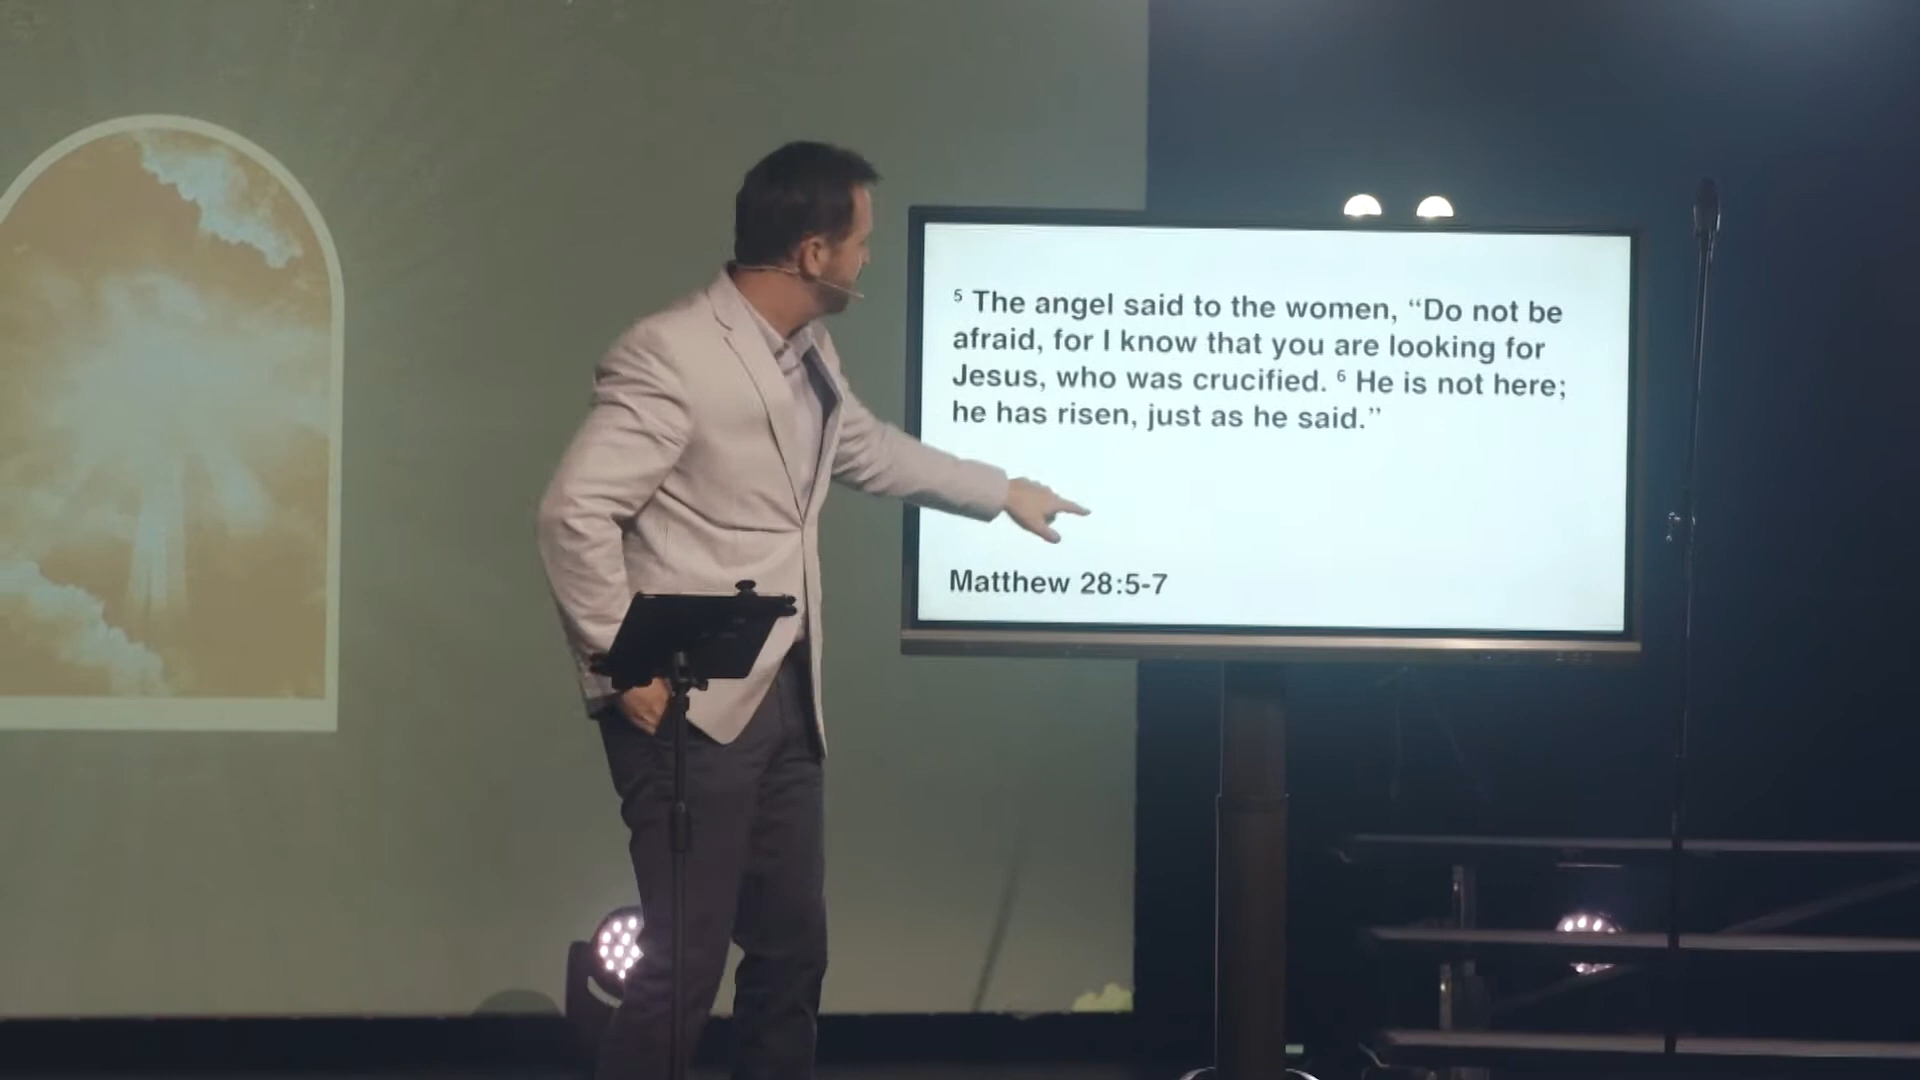 ⁵ The angel said to the women, “Do not be
afraid, for I know that you are looking for
Jesus, who was crucified. ⁶ He is not here;
he has risen, just as he said.”
Matthew 28:5-7